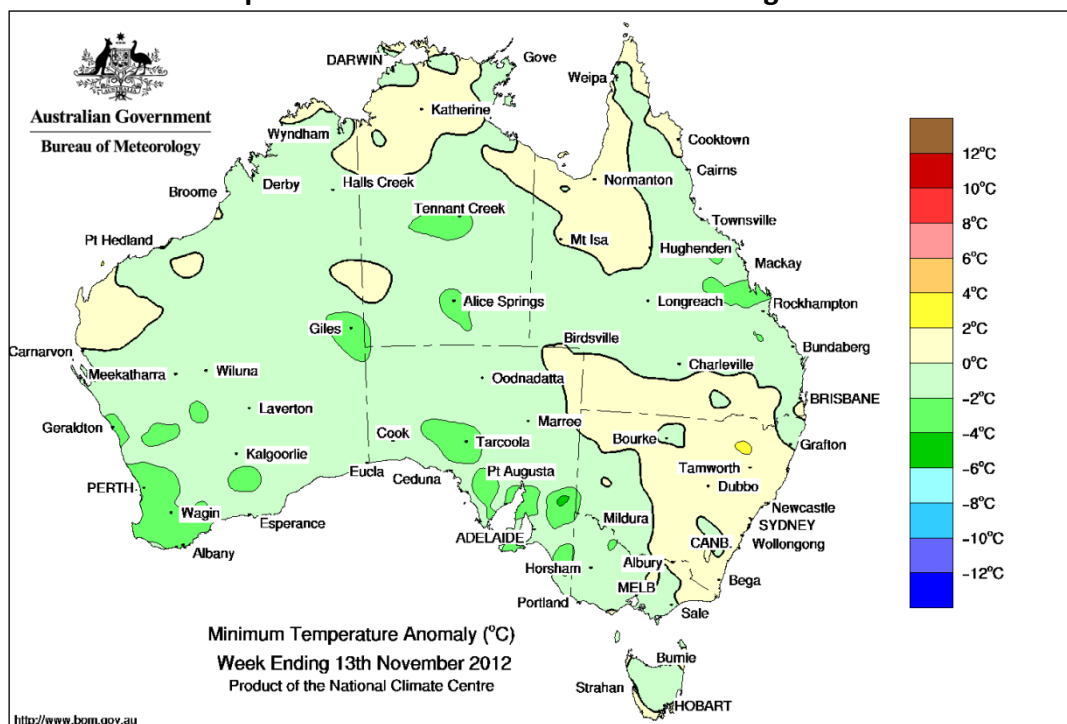 Australian Government
Bureau of Meteorology
DARWIN
Gove
Weipa
Katherine
Wyndham
Cooktown
Cairns
Broome
Derby
Halls Creek
Normanton
Tennant Creek
Townsville
Pt Hedland
Mt Isa
Hughenden
Mackay
Alice Springs
Longreach
Rockhampton
Giles
Carnarvon
Birdsville
Bundaberg
Meekatharra
Wiluna
Oodnadatta
Charleville
BRISBANE
Laverton
Geraldton
Cook
Marree
Tarcoola
Bourke
Grafton
Kalgoorlie
Eucla
Ceduna
Pt Augusta
Tamworth
Dubbo
PERTH
Wagin
Esperance
Mildura
Newcastle
SYDNEY
Wollongong
Albany
ADELAIDE
CANB.
Horsham
Albury
MELB
Bega
Portland
Sale
Burnie
Strahan
HOBART
12°C
10°C
8°C
6°C
4°C
2°C
0°C
-2°C
-4°C
-6°C
-8°C
-10°C
-12°C
Minimum Temperature Anomaly (°C)
Week Ending 13th November 2012
Product of the National Climate Centre
http://www.bom.gov.au